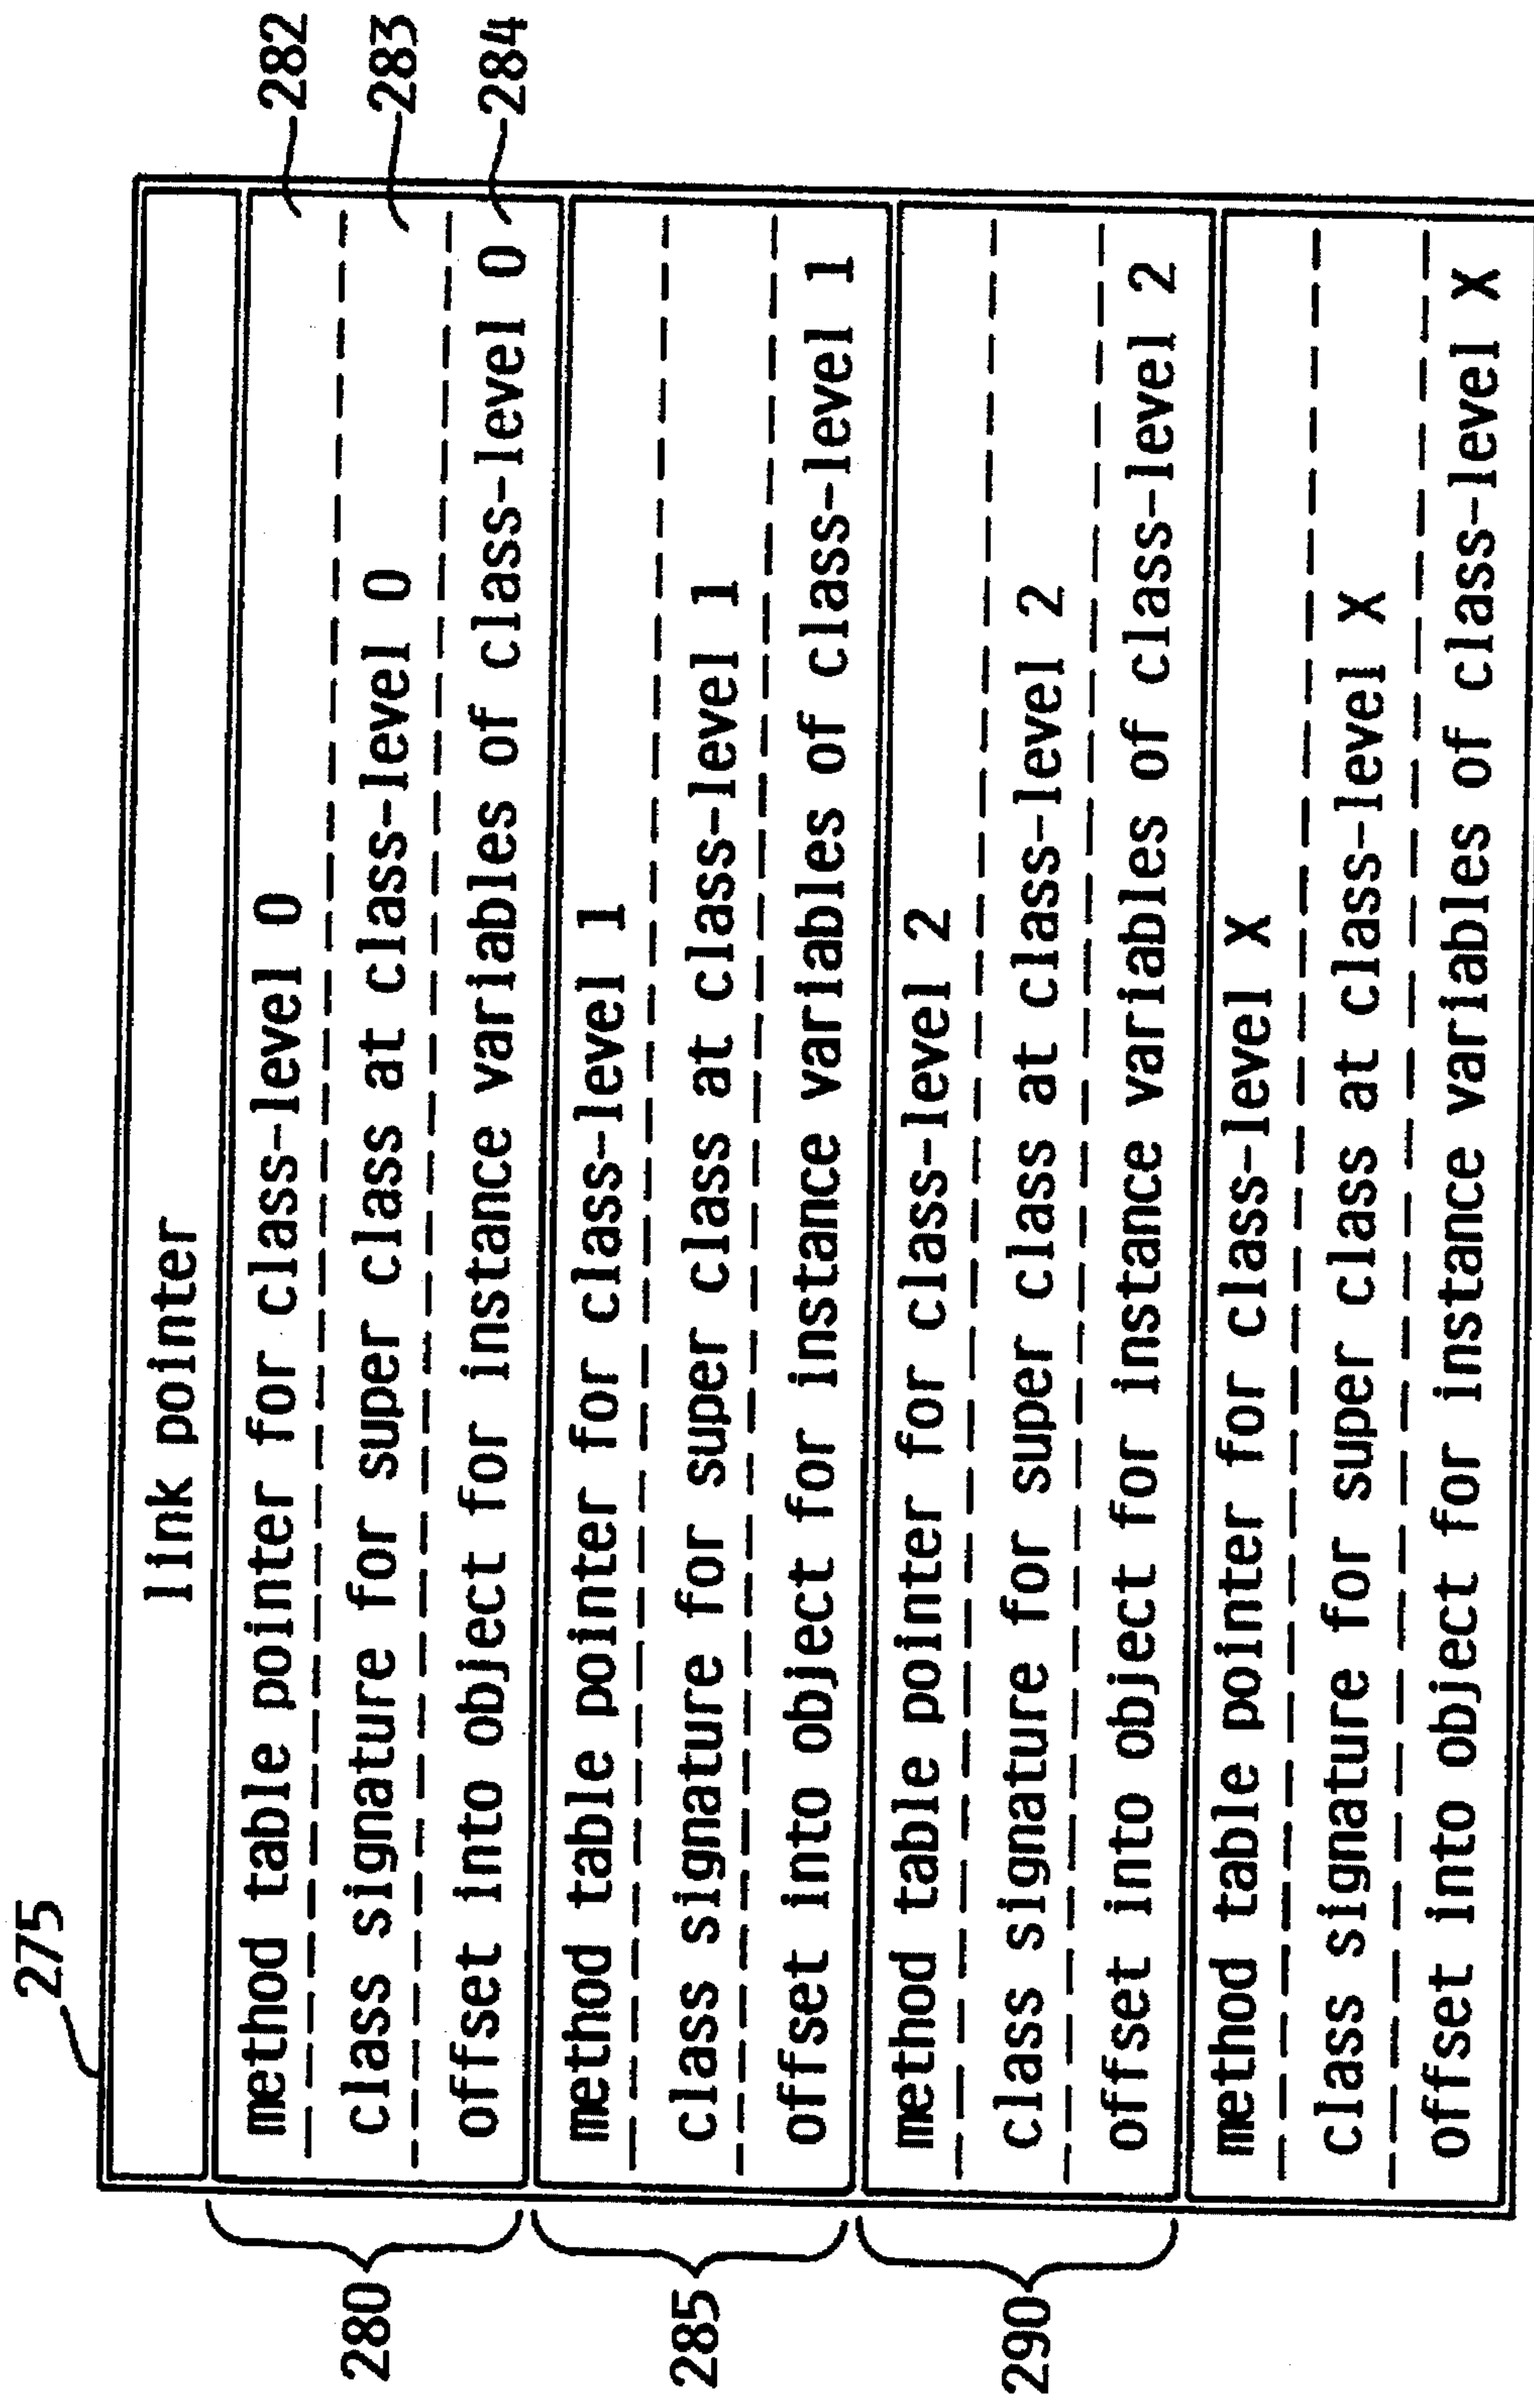 275
link pointer
280
method table pointer for class-level 0
282
class signature for super class at class-level 0
283
offset into object for instance variables of class-level 0
284
285
method table pointer for class-level 1
class signature for super class at class-level 1
offset into object for instance variables of class-level 1
290
method table pointer for class-level 2
class signature for super class at class-level 2
offset into object for instance variables of class-level 2
method table pointer for class-level X
class signature for super class at class-level X
offset into object for instance variables of class-level X